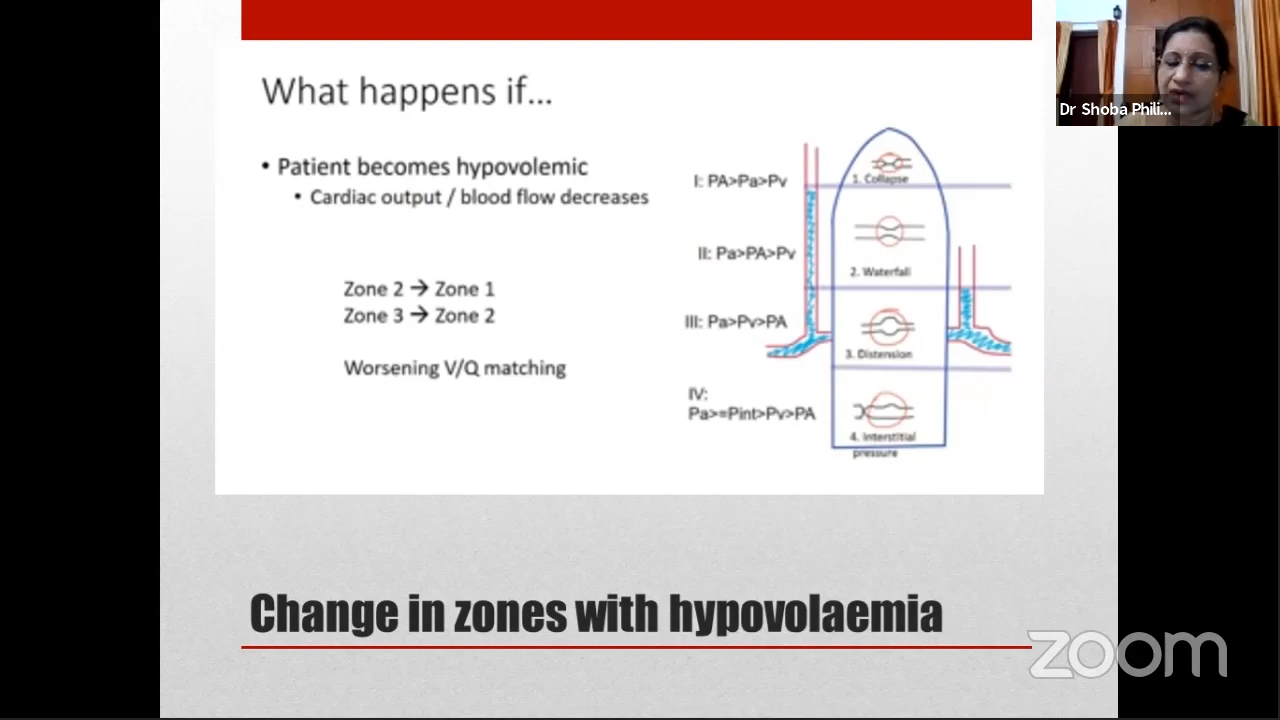 Dr Shoba Phili...
What happens if...
• Patient becomes hypovolemic
• Cardiac output / blood flow decreases
Zone 2 → Zone 1
Zone 3 → Zone 2
Worsening V/Q matching
I: PA>Pa>Pv
II: Pa>PA>Pv
III: Pa>Pv>PA
IV:
Pa>=Pint>Pv>PA
1. Collapse
2. Waterfall
3. Distension
4. Interstitial
pressure
Change in zones with hypovolaemia
zoom